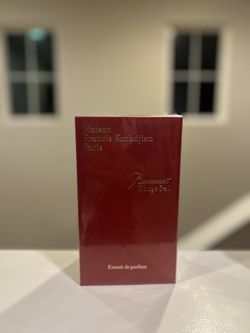 Maison
Francis Kurkdjian
Paris
Baccarat
Rouge 540
Extrait de parfum